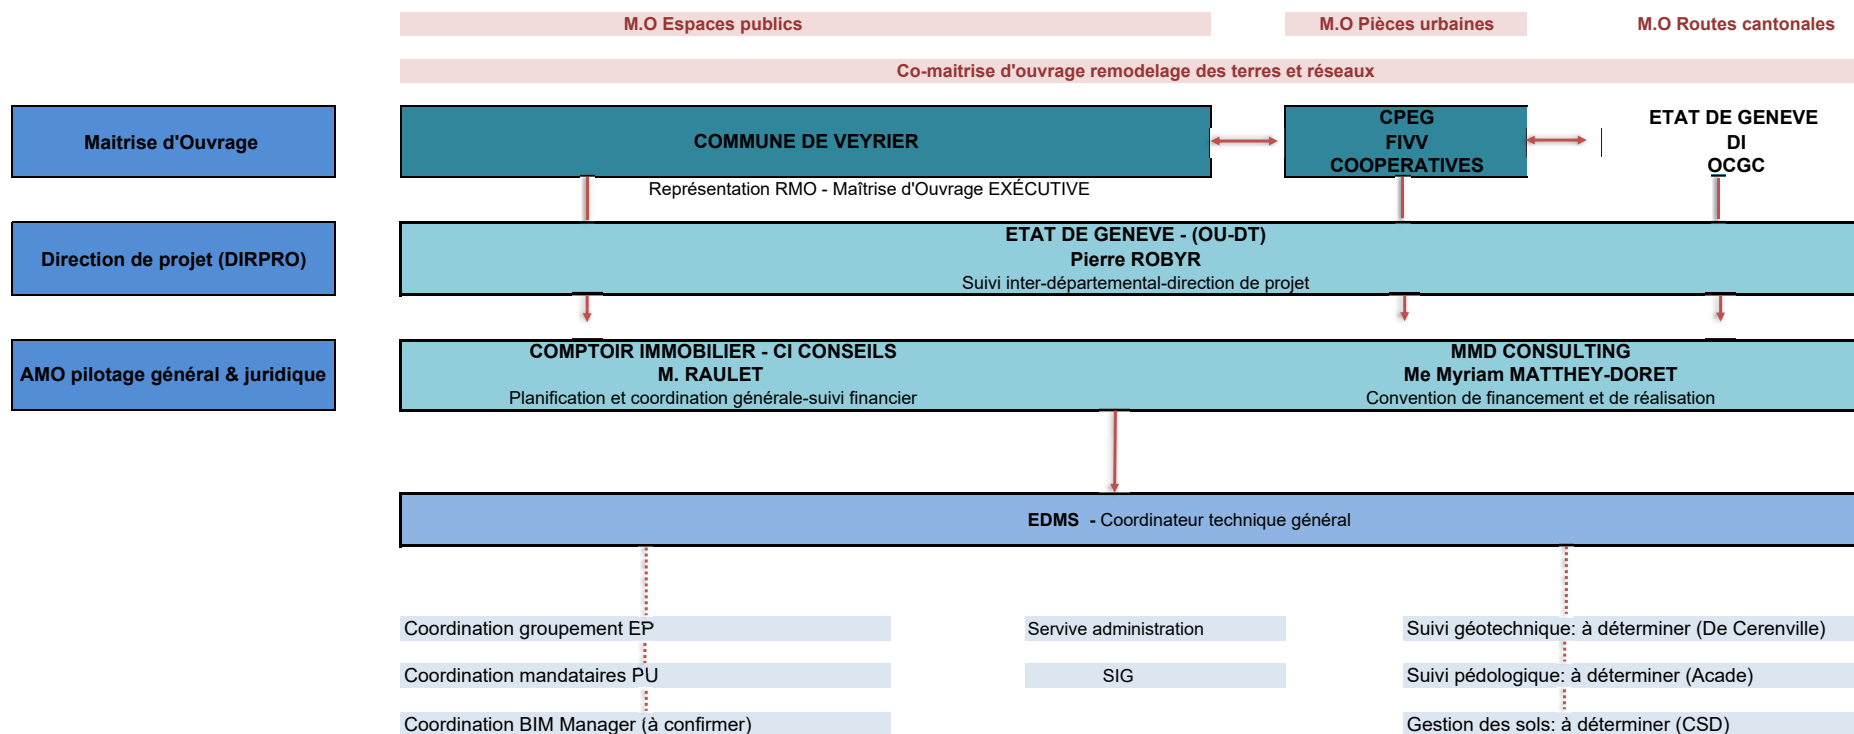 M.O Espaces publics
M.O Pièces urbaines
M.O Routes cantonales
Co-maitrise d'ouvrage remodelage des terres et réseaux
Maitrise d'Ouvrage
COMMUNE DE VEYRIER
CPEG
FIVV
COOPERATIVES
ETAT DE GENEVE
DI
OCGC
Représentation RMO - Maîtrise d'Ouvrage EXÉCUTIVE
Direction de projet (DIRPRO)
ETAT DE GENEVE - (OU-DT)
Pierre ROBYR
Suivi inter-départemental-direction de projet
AMO pilotage général & juridique
COMPTOIR IMMOBILIER - CI CONSEILS
M. RAULET
Planification et coordination générale-suivi financier
MMD CONSULTING
Me Myriam MATTHEY-DORET
Convention de financement et de réalisation
EDMS - Coordinateur technique général
Coordination groupement EP
Servive administration
Suivi géotechnique: à déterminer (De Cerenville)
Coordination mandataires PU
SIG
Suivi pédologique: à déterminer (Acade)
Coordination BIM Manager (à confirmer)
Gestion des sols: à déterminer (CSD)